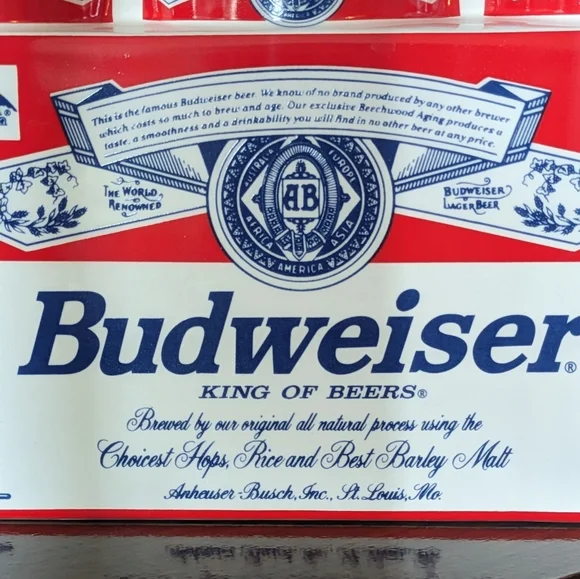 This is the famous Budweiser beer. We know of no brand produced by any other brewer
which costs so much to brew and age. Our exclusive Beechwood Aging produces a
taste, a smoothness and a drinkability you will find in no other beer at any price.
THE WORLD
RENOWNED
BUDWEISER
LAGER BEER
AUSTRALIA
EUROPE
AFRICA
ASIA
AMERICA
AB
Budweiser®
KING OF BEERS®
Brewed by our original all natural process using the
Choicest Hops, Rice and Best Barley Malt
Anheuser-Busch, Inc., St. Louis, Mo.